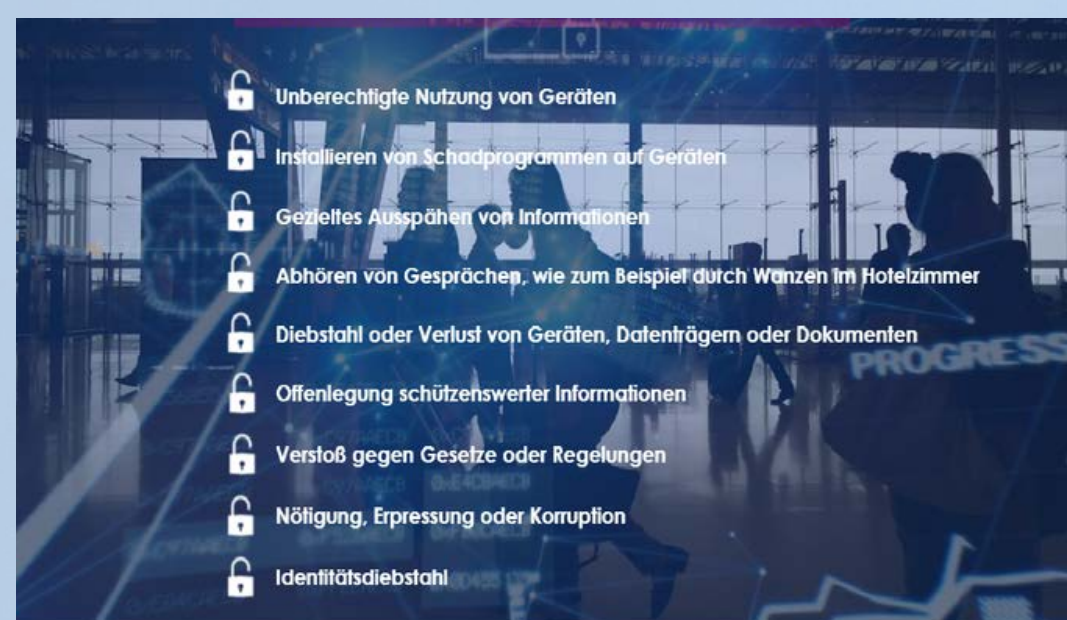 Unberechtigte Nutzung von Geräten
Installieren von Schadprogrammen auf Geräten
Gezieltes Ausspähen von Informationen
Abhören von Gesprächen, wie zum Beispiel durch Wanzen im Hotelzimmer
Diebstahl oder Verlust von Geräten, Datenträgern oder Dokumenten
PROGRESS
Offenlegung schützenswerter Informationen
Verstoß gegen Gesetze oder Regelungen
Nötigung, Erpressung oder Korruption
Identitätsdiebstahl